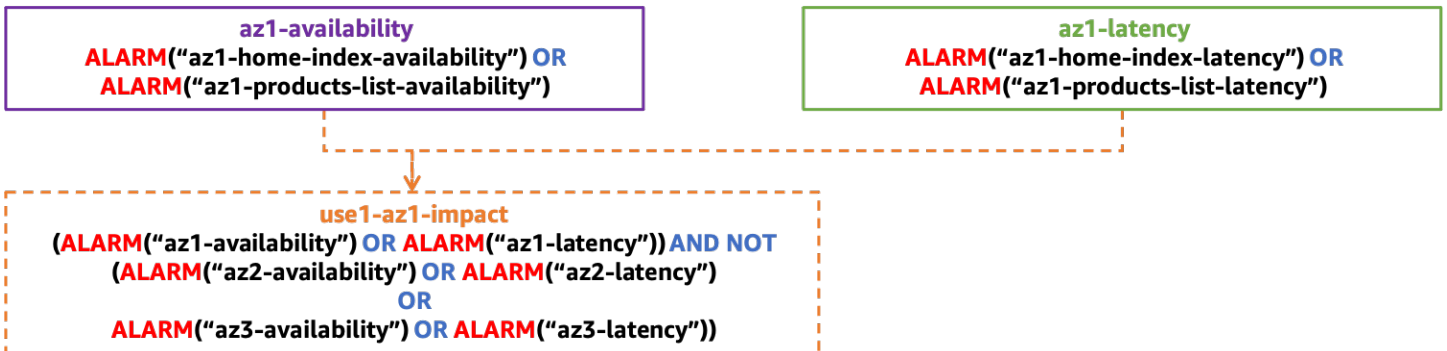 az1-availability
ALARM(“az1-home-index-availability”) OR
ALARM(“az1-products-list-availability”)
az1-latency
ALARM(“az1-home-index-latency”) OR
ALARM(“az1-products-list-latency”)
use1-az1-impact
(ALARM(“az1-availability”) OR ALARM(“az1-latency”)) AND NOT
(ALARM(“az2-availability”) OR ALARM(“az2-latency”)
OR
ALARM(“az3-availability”) OR ALARM(“az3-latency”))